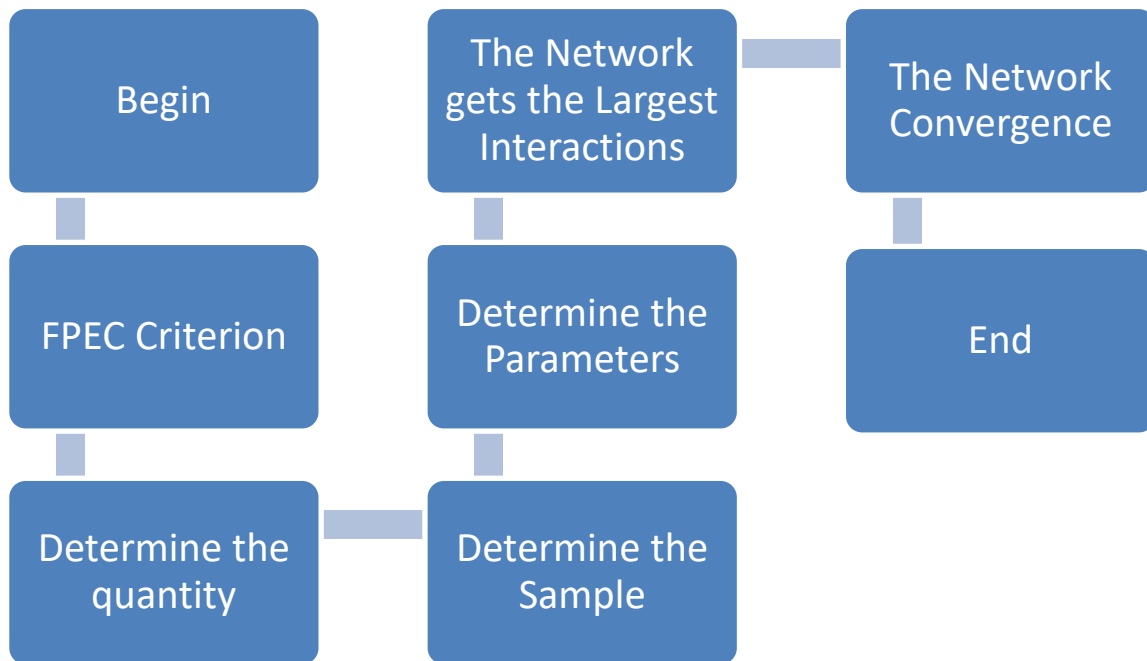 Begin
FPEC Criterion
Determine the
quantity
Determine the
Sample
Determine the
Parameters
The Network
gets the Largest
Interactions
The Network
Convergence
End